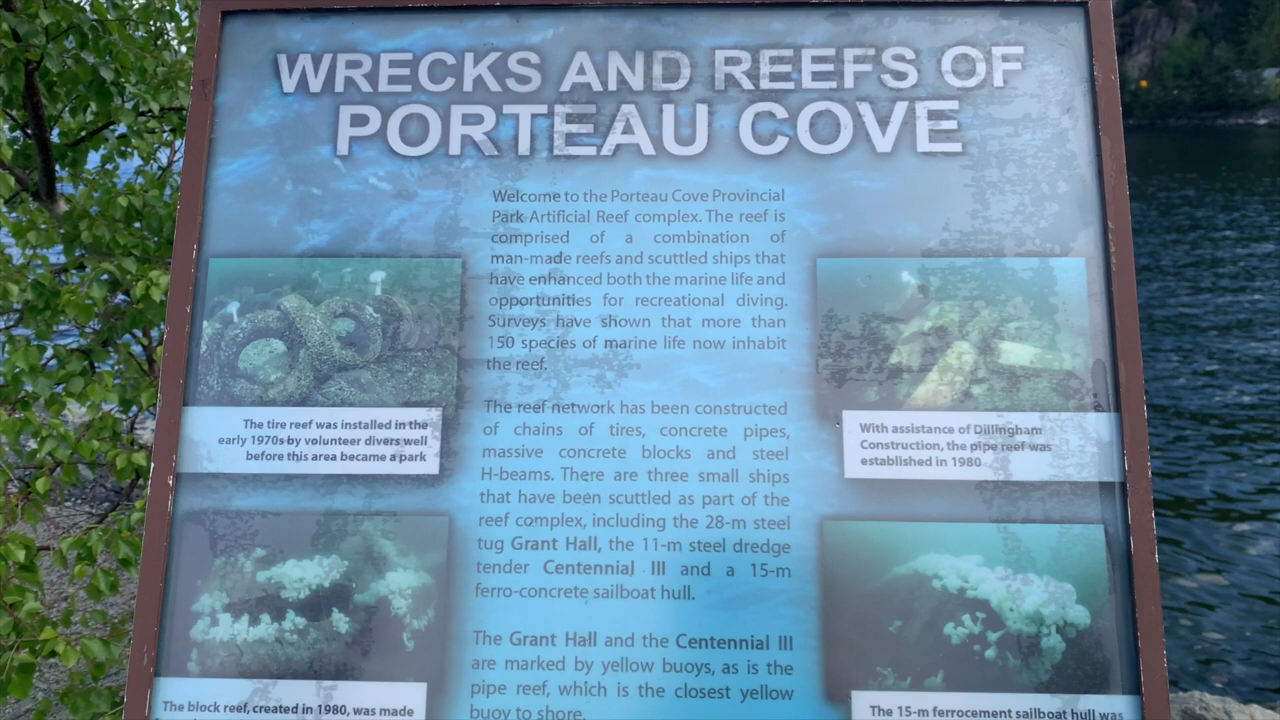 WRECKS AND REEFS OF
PORTEAU COVE
Welcome to the Porteau Cove Provincial
Park Artificial Reef complex. The reef is
comprised of a combination of
man-made reefs and scuttled ships that
have enhanced both the marine life and
opportunities for recreational diving.
Surveys have shown that more than
150 species of marine life now inhabit
the reef.
The reef network has been constructed
of chains of tires, concrete pipes,
massive concrete blocks and steel
H-beams. There are three small ships
that have been scuttled as part of the
reef complex, including the 28-m steel
tug Grant Hall, the 11-m steel dredge
tender Centennial III and a 15-m
ferro-concrete sailboat hull.
The Grant Hall and the Centennial III
are marked by yellow buoys, as is the
pipe reef, which is the closest yellow
buoy to shore.
The tire reef was installed in the
early 1970s by volunteer divers well
before this area became a park
The block reef, created in 1980, was made
With assistance of Dillingham
Construction, the pipe reef was
established in 1980
The 15-m ferrocement sailboat hull was